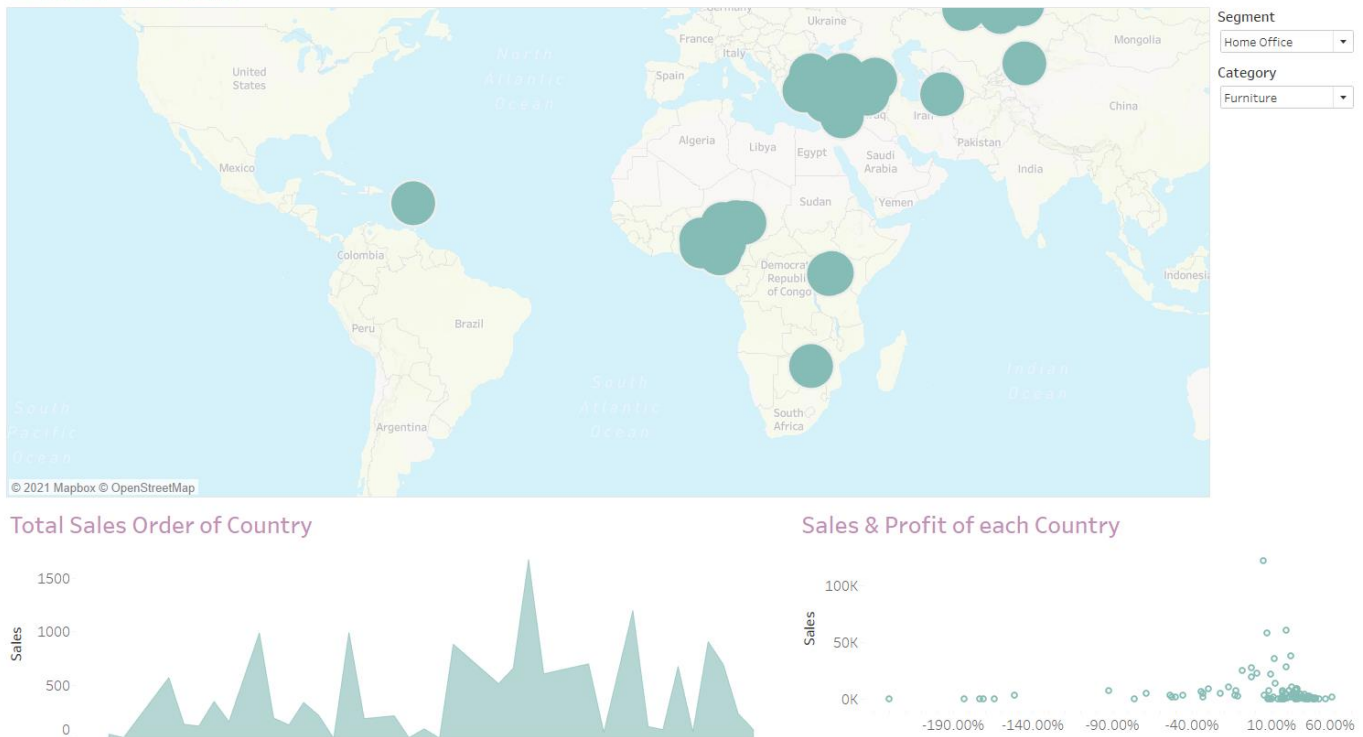 Germany
Ukraine
Segment
North
Atlantic
Ocean
France
Italy
Mongolia
Home Office
United
States
Spain
Category
Furniture
China
Iran
Algeria
Libya
Egypt
Saudi
Arabia
Pakistan
India
Mexico
Sudan
Yemen
Colombia
Democra
Republi
of Congo
Indonesia
Peru
Brazil
Indian
Ocean
South
Atlantic
Ocean
South
Pacific
Ocean
Argentina
South
Africa
© 2021 Mapbox © OpenStreetMap
Total Sales Order of Country
Sales & Profit of each Country
1500
1000
500
0
Sales
100K
50K
0K
Sales
-190.00% -140.00% -90.00% -40.00% 10.00% 60.00%